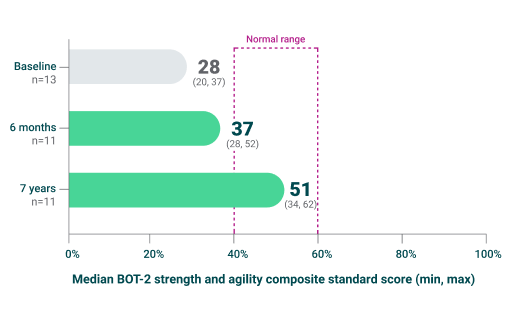 Normal range
Baseline
n=13
28
(20, 37)
6 months
n=11
37
(28, 52)
7 years
n=11
51
(34, 62)
0%
20%
40%
60%
80%
100%
Median BOT-2 strength and agility composite standard score (min, max)